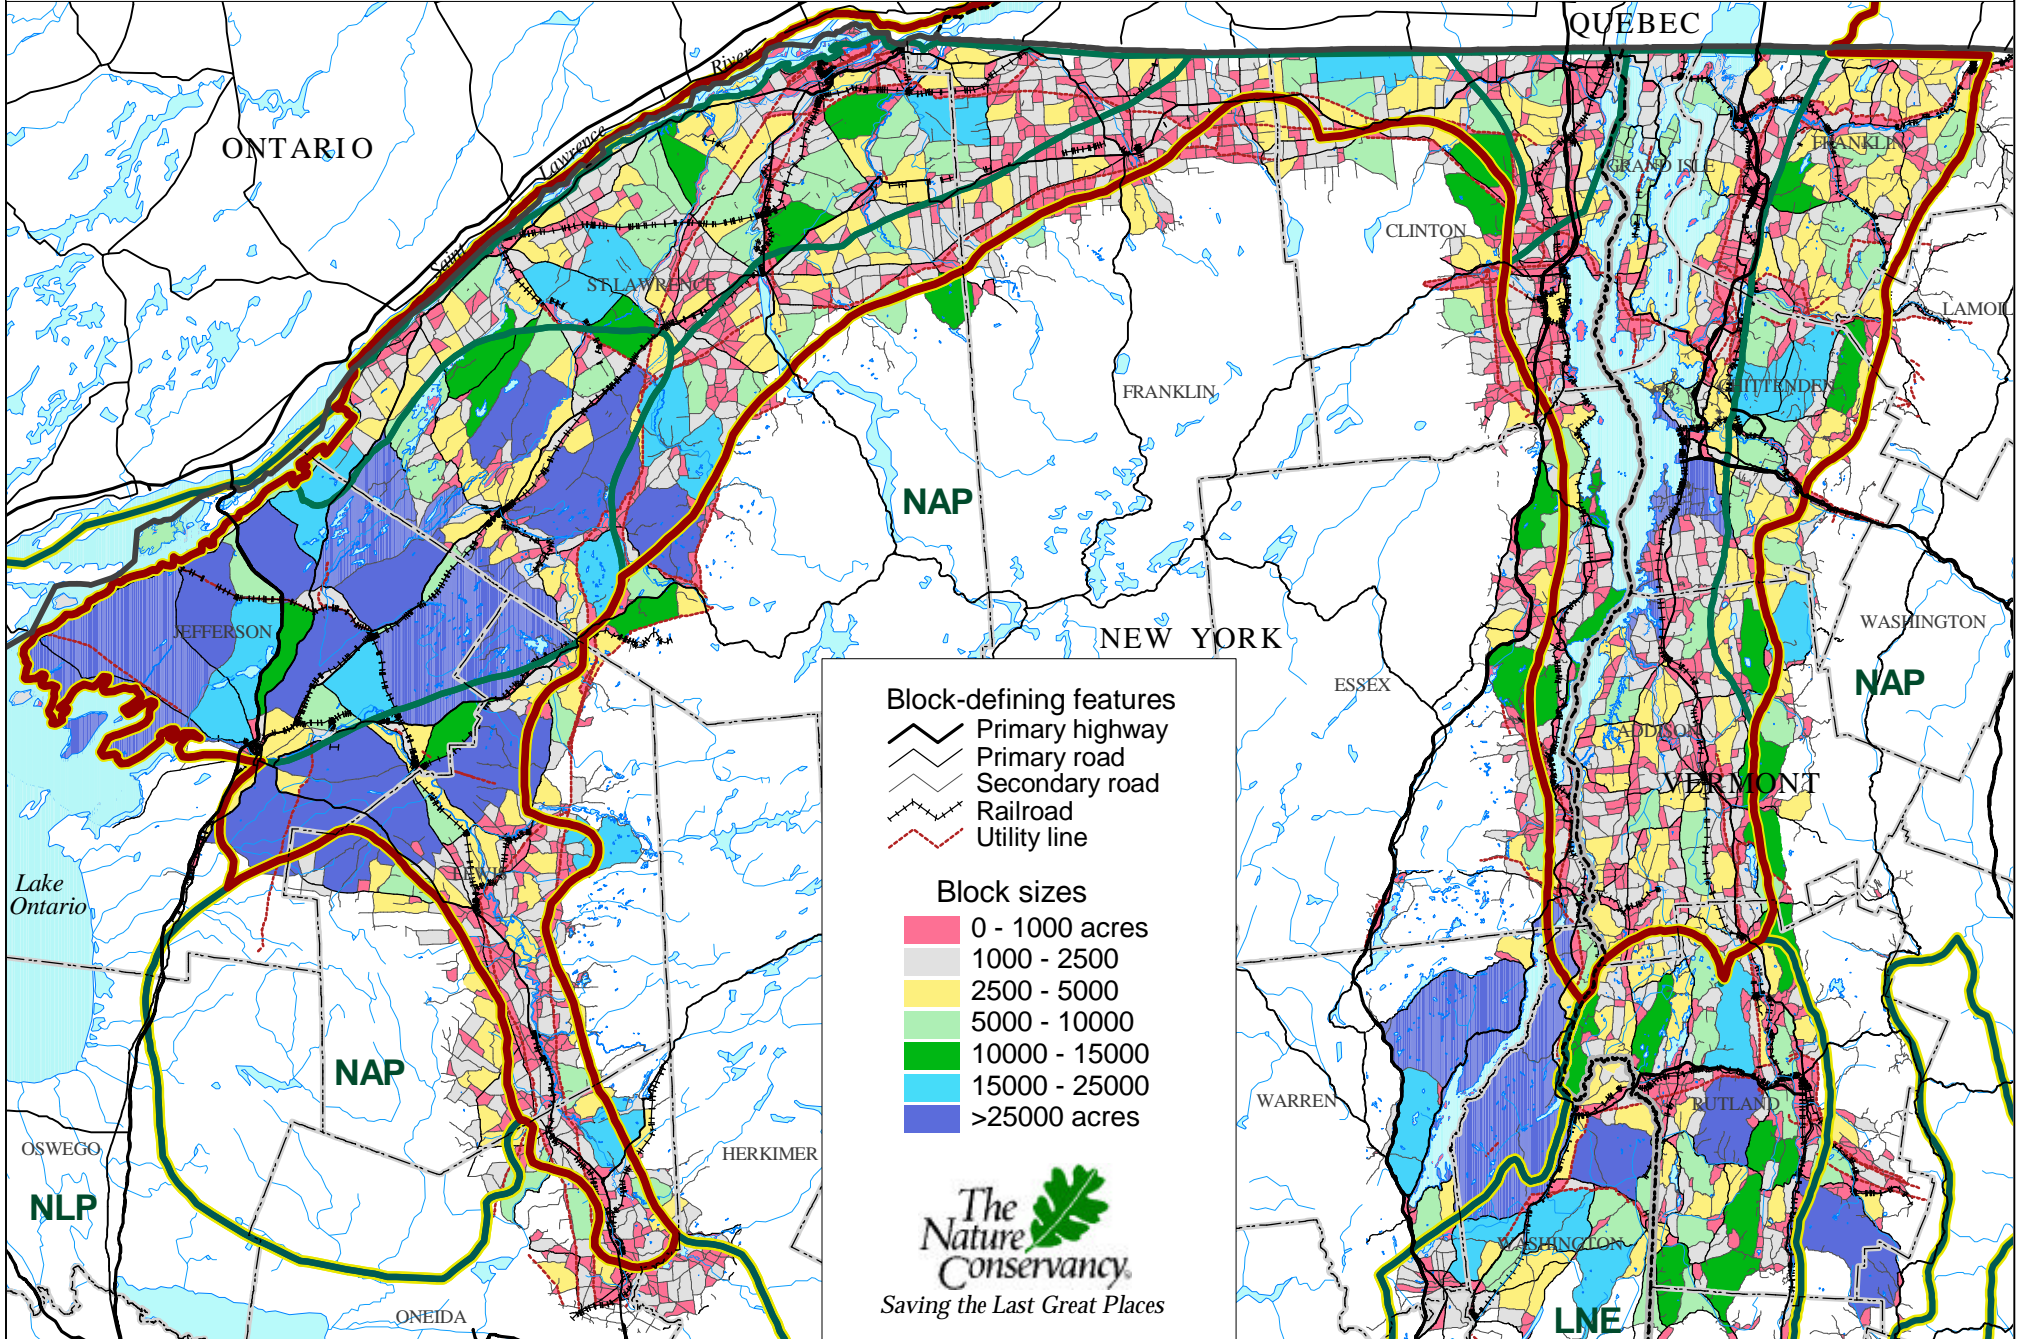 QUEBEC
ONTARIO
Saint Lawrence River
FRANKLIN
GRAND ISLE
CLINTON
ST LAWRENCE
LAMOIL
FRANKLIN
CHITTENDEN
NAP
JEFFERSON
NEW YORK
WASHINGTON
ESSEX
NAP
ADDISON
VERMONT
LEWIS
Lake
Ontario
NAP
WARREN
RUTLAND
OSWEGO
HERKIMER
NLP
WASHINGTON
ONEIDA
LNE
Block-defining features
Primary highway
Primary road
Secondary road
Railroad
Utility line
Block sizes
0 - 1000 acres
1000 - 2500
2500 - 5000
5000 - 10000
10000 - 15000
15000 - 25000
>25000 acres
The
Nature
Conservancy
Saving the Last Great Places